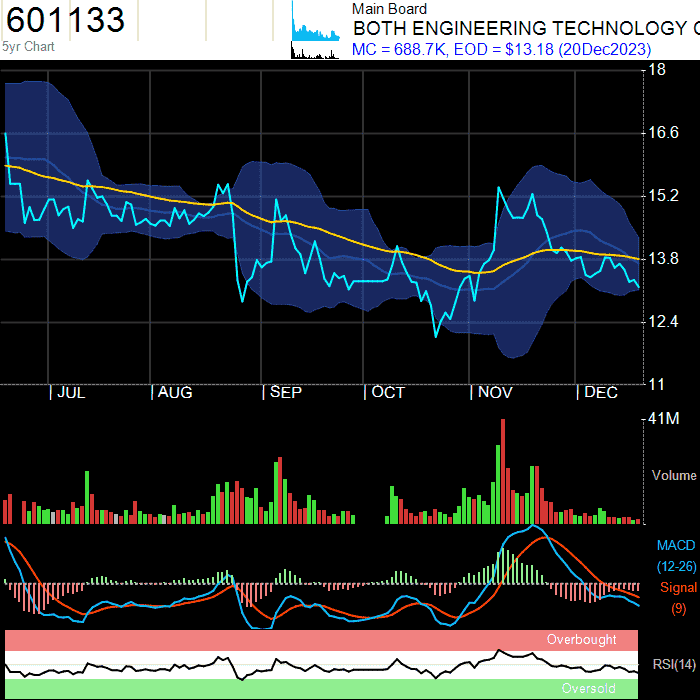 601133
5yr Chart
Main Board
BOTH ENGINEERING TECHNOLOGY
MC = 688.7K, EOD = $13.18 (20Dec2023)
18
16.6
15.2
13.8
12.4
11
| JUL | AUG | SEP | OCT | NOV | DEC
41M
Volume
MACD
(12-26)
Signal
(9)
Overbought
RSI(14)
Oversold